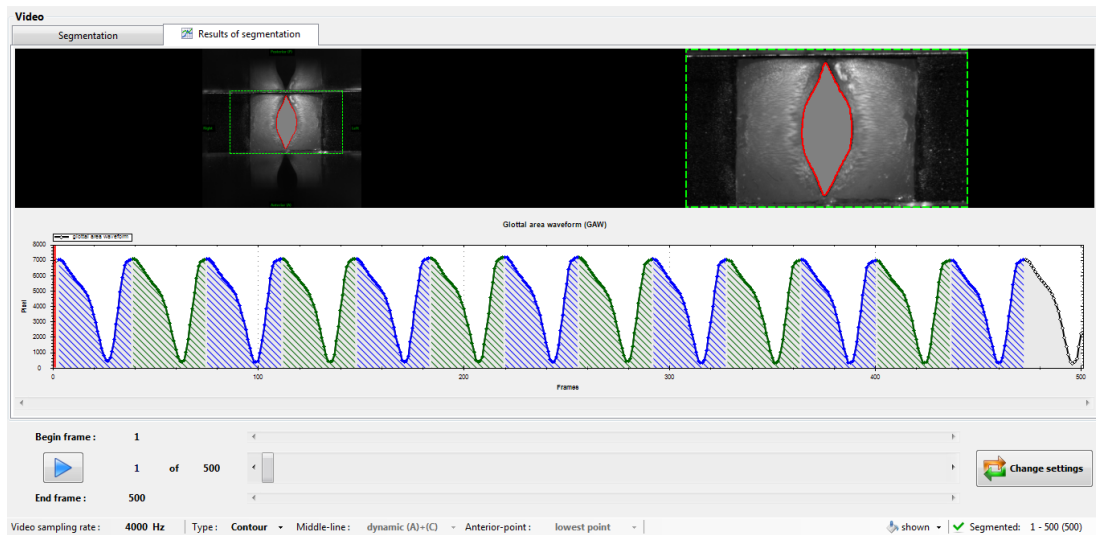 Video
Segmentation
Results of segmentation
Right
Left
Glottal area waveform (GAW)
glottal area waveform
8000
7000
6000
5000
4000
3000
2000
1000
0
Pixel
0 100 200 300 400 500
Frames
Begin frame : 1
1 of 500
Change settings
End frame : 500
Video sampling rate : 4000 Hz Type : Contour Middle-line : dynamic (A)+(C) Anterior-point : lowest point shown Segmented: 1 - 500 (500)